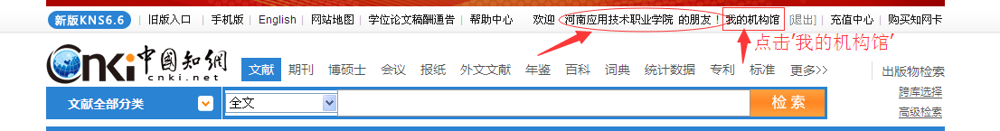 新版KNS6.6 | 旧版入口 | 手机版 | English | 网站地图 | 学位论文稿酬通告 | 帮助中心 欢迎 河南应用技术职业学院 的朋友！ 我的机构馆 [退出] | 充值中心 | 购买知网卡
点击'我的机构馆'
Cnki 中國知網
cnki.net
文献 期刊 博硕士 会议 报纸 外文文献 年鉴 百科 词典 统计数据 专利 标准 更多>> 出版物检索
跨库选择
文献全部分类 全文 检 索
高级检索